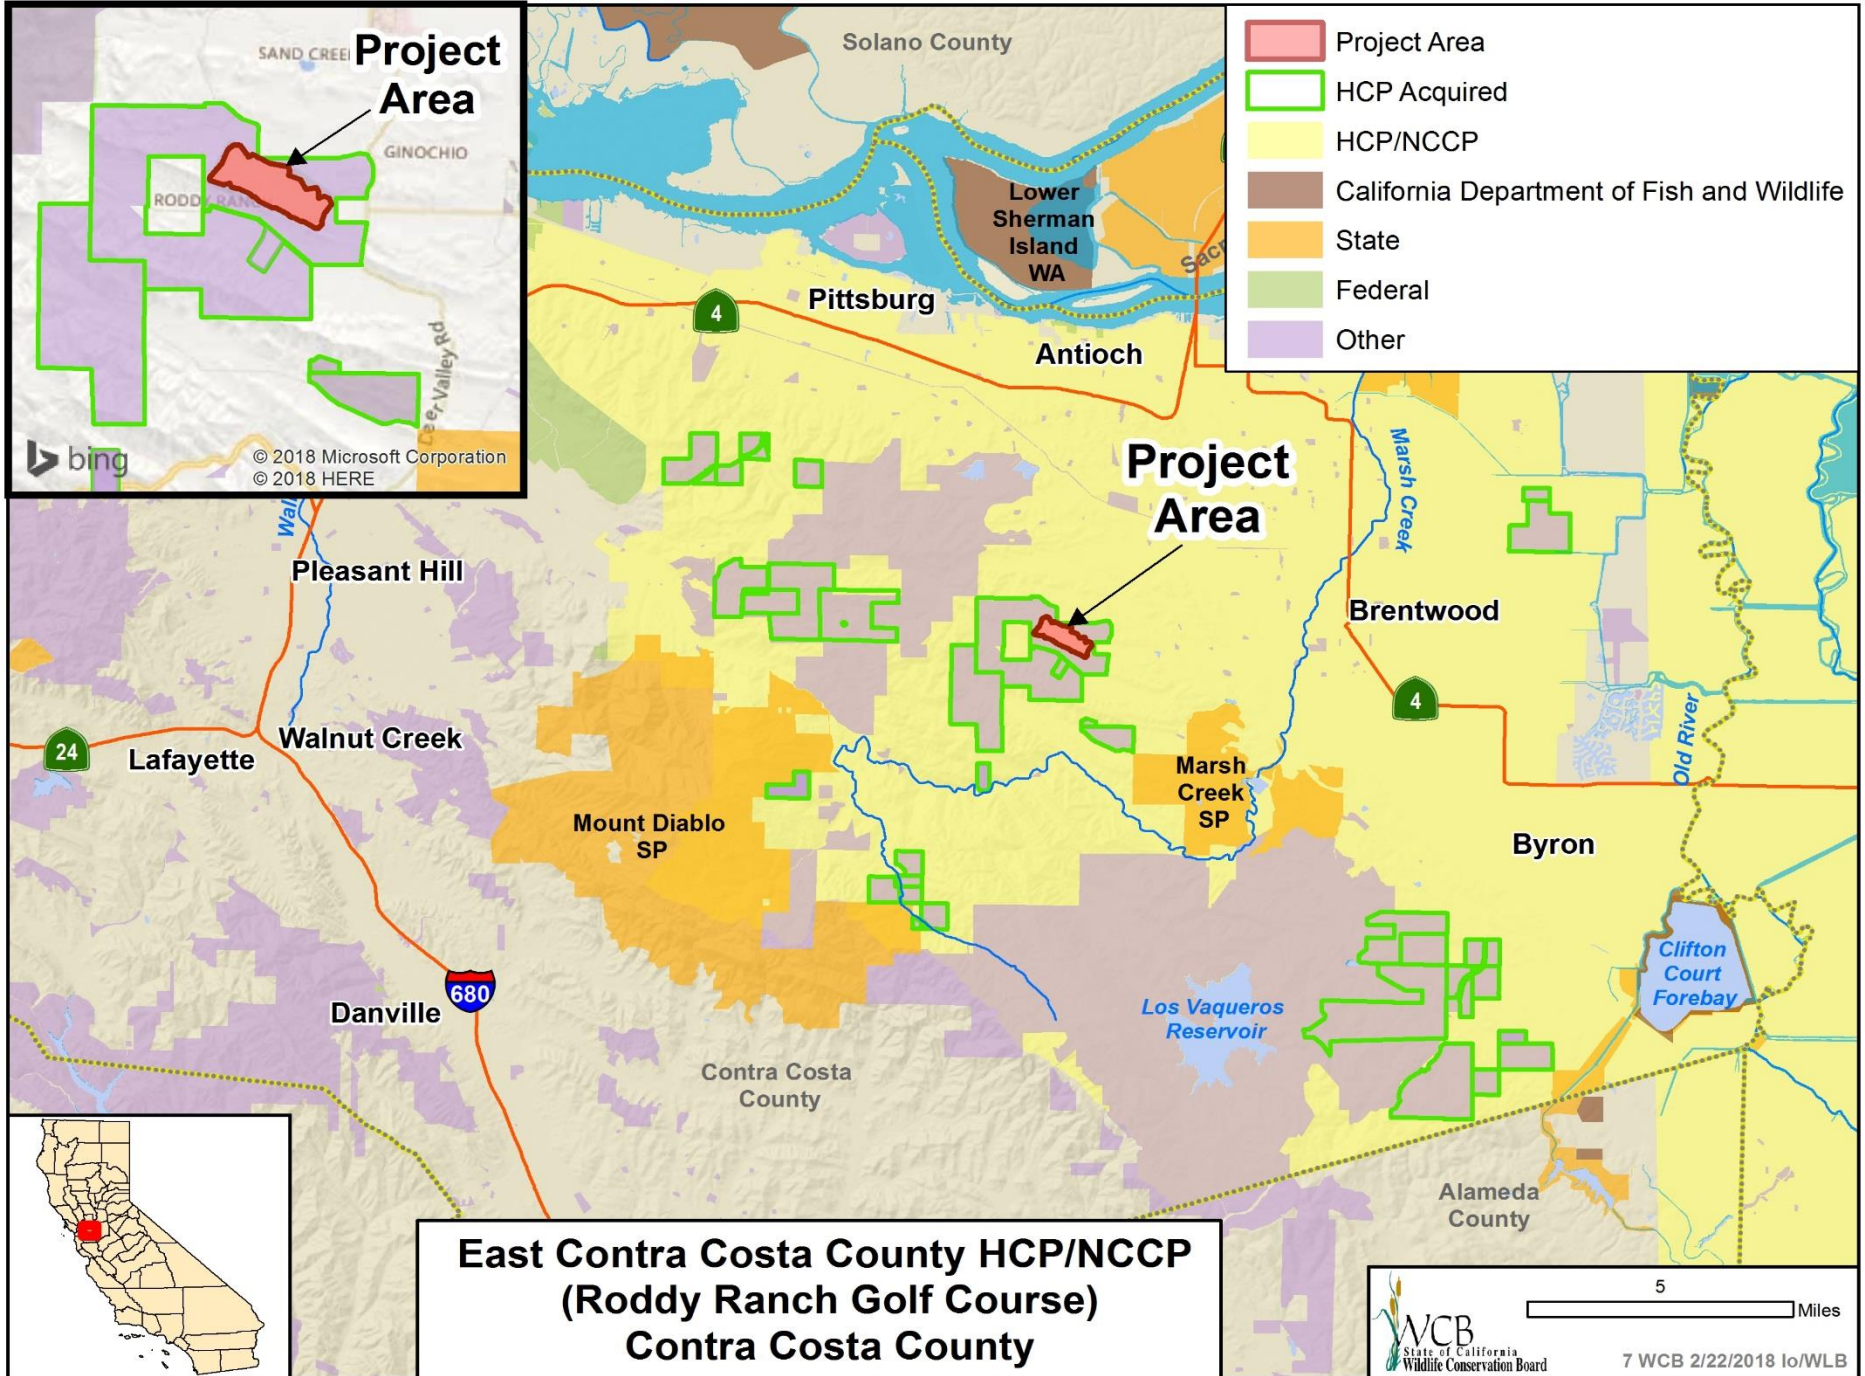 SAND CREE
Project
Area
GINOCHIO
RODDY RANC
Deer Valley Rd
bing
© 2018 Microsoft Corporation
© 2018 HERE
Solano County
Project Area
HCP Acquired
HCP/NCCP
California Department of Fish and Wildlife
State
Federal
Other
Lower
Sherman
Island
WA
Sacr
Pittsburg
4
Antioch
Project
Area
Marsh Creek
Wal
Pleasant Hill
Brentwood
4
Old River
24
Lafayette
Walnut Creek
Marsh
Creek
SP
Mount Diablo
SP
Byron
Clifton
Court
Forebay
680
Danville
Los Vaqueros
Reservoir
Contra Costa
County
Alameda
County
East Contra Costa County HCP/NCCP
(Roddy Ranch Golf Course)
Contra Costa County
5
Miles
WCB
State of California
Wildlife Conservation Board
7 WCB 2/22/2018 lo/WLB